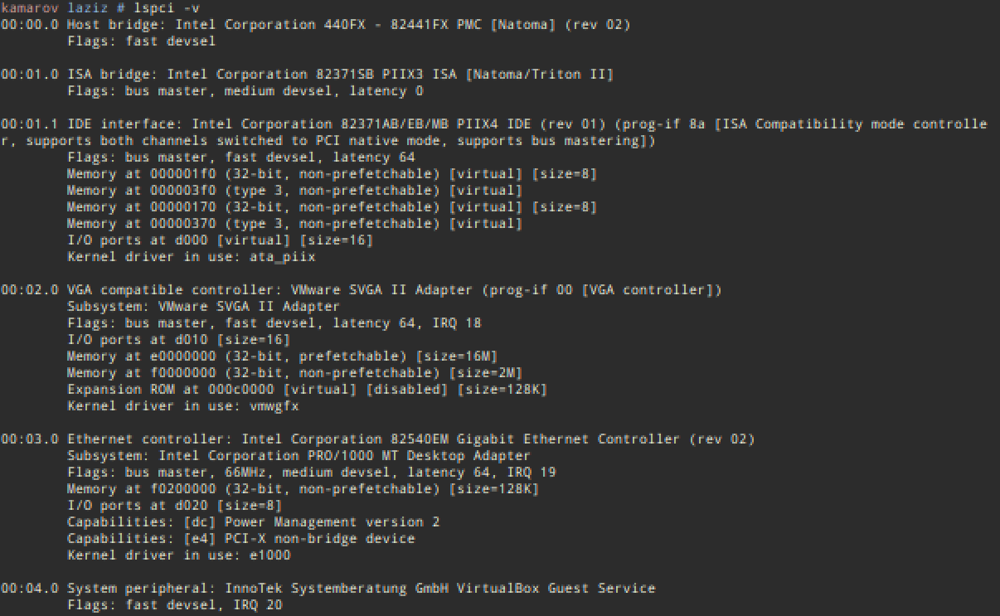 kamarov laziz # lspci -v
00:00.0 Host bridge: Intel Corporation 440FX - 82441FX PMC [Natoma] (rev 02)
Flags: fast devsel
00:01.0 ISA bridge: Intel Corporation 82371SB PIIX3 ISA [Natoma/Triton II]
Flags: bus master, medium devsel, latency 0
00:01.1 IDE interface: Intel Corporation 82371AB/EB/MB PIIX4 IDE (rev 01) (prog-if 8a [ISA Compatibility mode controlle
r, supports both channels switched to PCI native mode, supports bus mastering])
Flags: bus master, fast devsel, latency 64
Memory at 000001f0 (32-bit, non-prefetchable) [virtual] [size=8]
Memory at 000003f0 (type 3, non-prefetchable) [virtual]
Memory at 00000170 (32-bit, non-prefetchable) [virtual] [size=8]
Memory at 00000370 (type 3, non-prefetchable) [virtual]
I/O ports at d000 [virtual] [size=16]
Kernel driver in use: ata_piix
00:02.0 VGA compatible controller: VMware SVGA II Adapter (prog-if 00 [VGA controller])
Subsystem: VMware SVGA II Adapter
Flags: bus master, fast devsel, latency 64, IRQ 18
I/O ports at d010 [size=16]
Memory at e0000000 (32-bit, prefetchable) [size=16M]
Memory at f0000000 (32-bit, non-prefetchable) [size=2M]
Expansion ROM at 000c0000 [virtual] [disabled] [size=128K]
Kernel driver in use: vmwgfx
00:03.0 Ethernet controller: Intel Corporation 82540EM Gigabit Ethernet Controller (rev 02)
Subsystem: Intel Corporation PRO/1000 MT Desktop Adapter
Flags: bus master, 66MHz, medium devsel, latency 64, IRQ 19
Memory at f0200000 (32-bit, non-prefetchable) [size=128K]
I/O ports at d020 [size=8]
Capabilities: [dc] Power Management version 2
Capabilities: [e4] PCI-X non-bridge device
Kernel driver in use: e1000
00:04.0 System peripheral: InnoTek Systemberatung GmbH VirtualBox Guest Service
Flags: fast devsel, IRQ 20